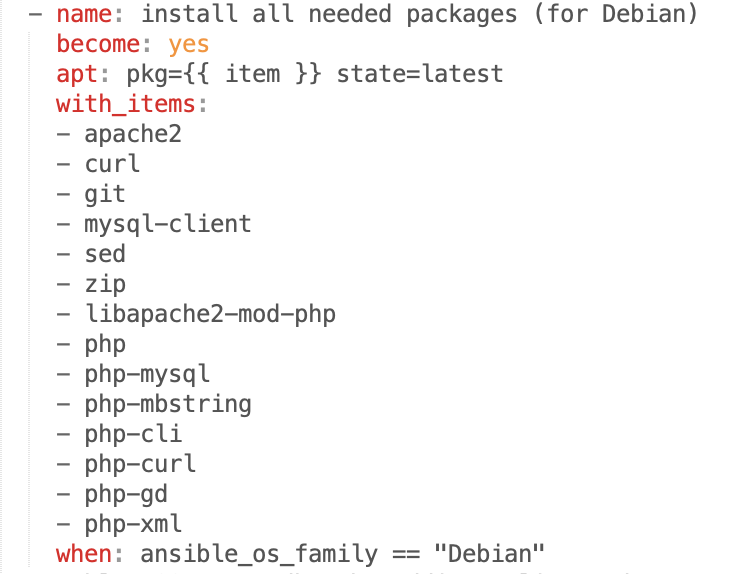 - name: install all needed packages (for Debian)
become: yes
apt: pkg={{ item }} state=latest
with_items:
- apache2
- curl
- git
- mysql-client
- sed
- zip
- libapache2-mod-php
- php
- php-mysql
- php-mbstring
- php-cli
- php-curl
- php-gd
- php-xml
when: ansible_os_family == "Debian"